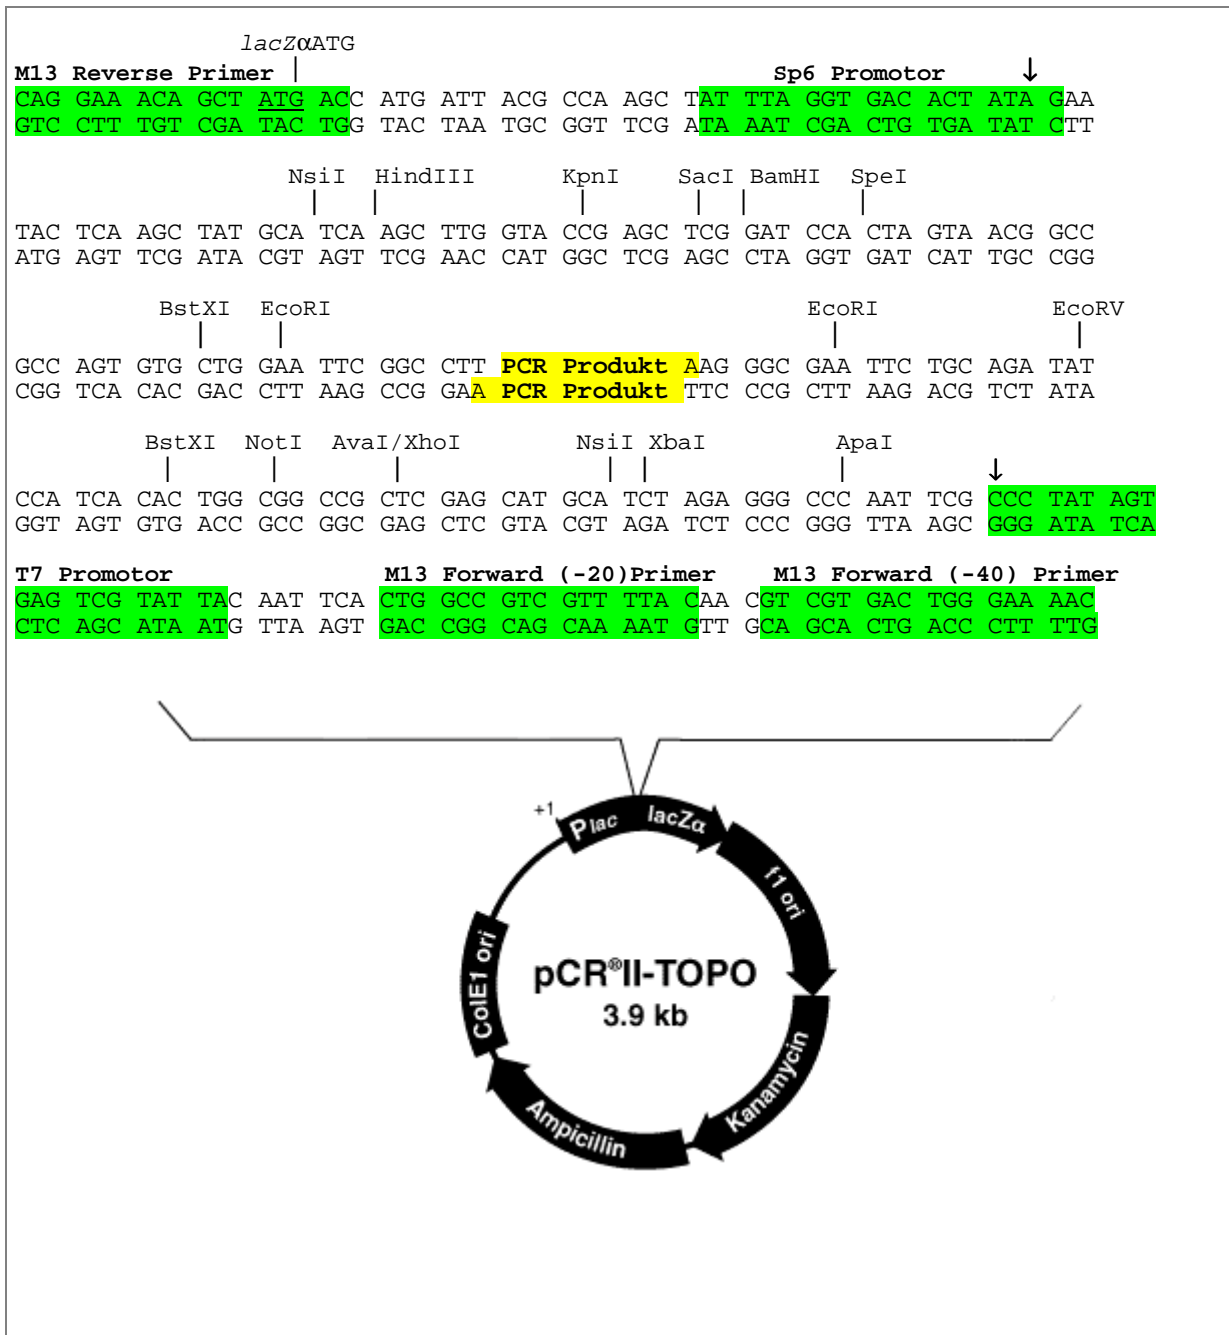 lacZαATG
M13 Reverse Primer Sp6 Promotor ↓
CAG GAA ACA GCT ATG ACC ATG ATT ACG CCA AGC TAT TTA GGT GAC ACT ATA GAA
GTC CTT TGT CGA TAC TGG TAC TAA TGC GGT TCG ATA AAT CGA CTG TGA TAT CTT
NsiI HindIII KpnI SacI BamHI SpeI
TAC TCA AGC TAT GCA TCA AGC TTG GTA CCG AGC TCG GAT CCA CTA GTA ACG GCC
ATG AGT TCG ATA CGT AGT TCG AAC CAT GGC TCG AGC CTA GGT GAT CAT TGC CGG
BstXI EcoRI EcoRI EcoRV
GCC AGT GTG CTG GAA TTC GGC CTT PCR Produkt AAG GGC GAA TTC TGC AGA TAT
CGG TCA CAC GAC CTT AAG CCG GAA PCR Produkt TTC CCG CTT AAG ACG TCT ATA
BstXI NotI AvaI/XhoI NsiI XbaI ApaI ↓
CCA TCA CAC TGG CGG CCG CTC GAG CAT GCA TCT AGA GGG CCC AAT TCG CCC TAT AGT
GGT AGT GTG ACC GCC GGC GAG CTC GTA CGT AGA TCT CCC GGG TTA AGC GGG ATA TCA
T7 Promotor M13 Forward (-20)Primer M13 Forward (-40) Primer
GAG TCG TAT TAC AAT TCA CTG GCC GTC GTT TTA CAA CGT CGT GAC TGG GAA AAC
CTC AGC ATA ATG TTA AGT GAC CGG CAG CAA AAT GTT GCA GCA CTG ACC CTT TTG
+1
Plac lacZα
f1 ori
ColE1 ori
pCR®II-TOPO
3.9 kb
Kanamycin
Ampicillin